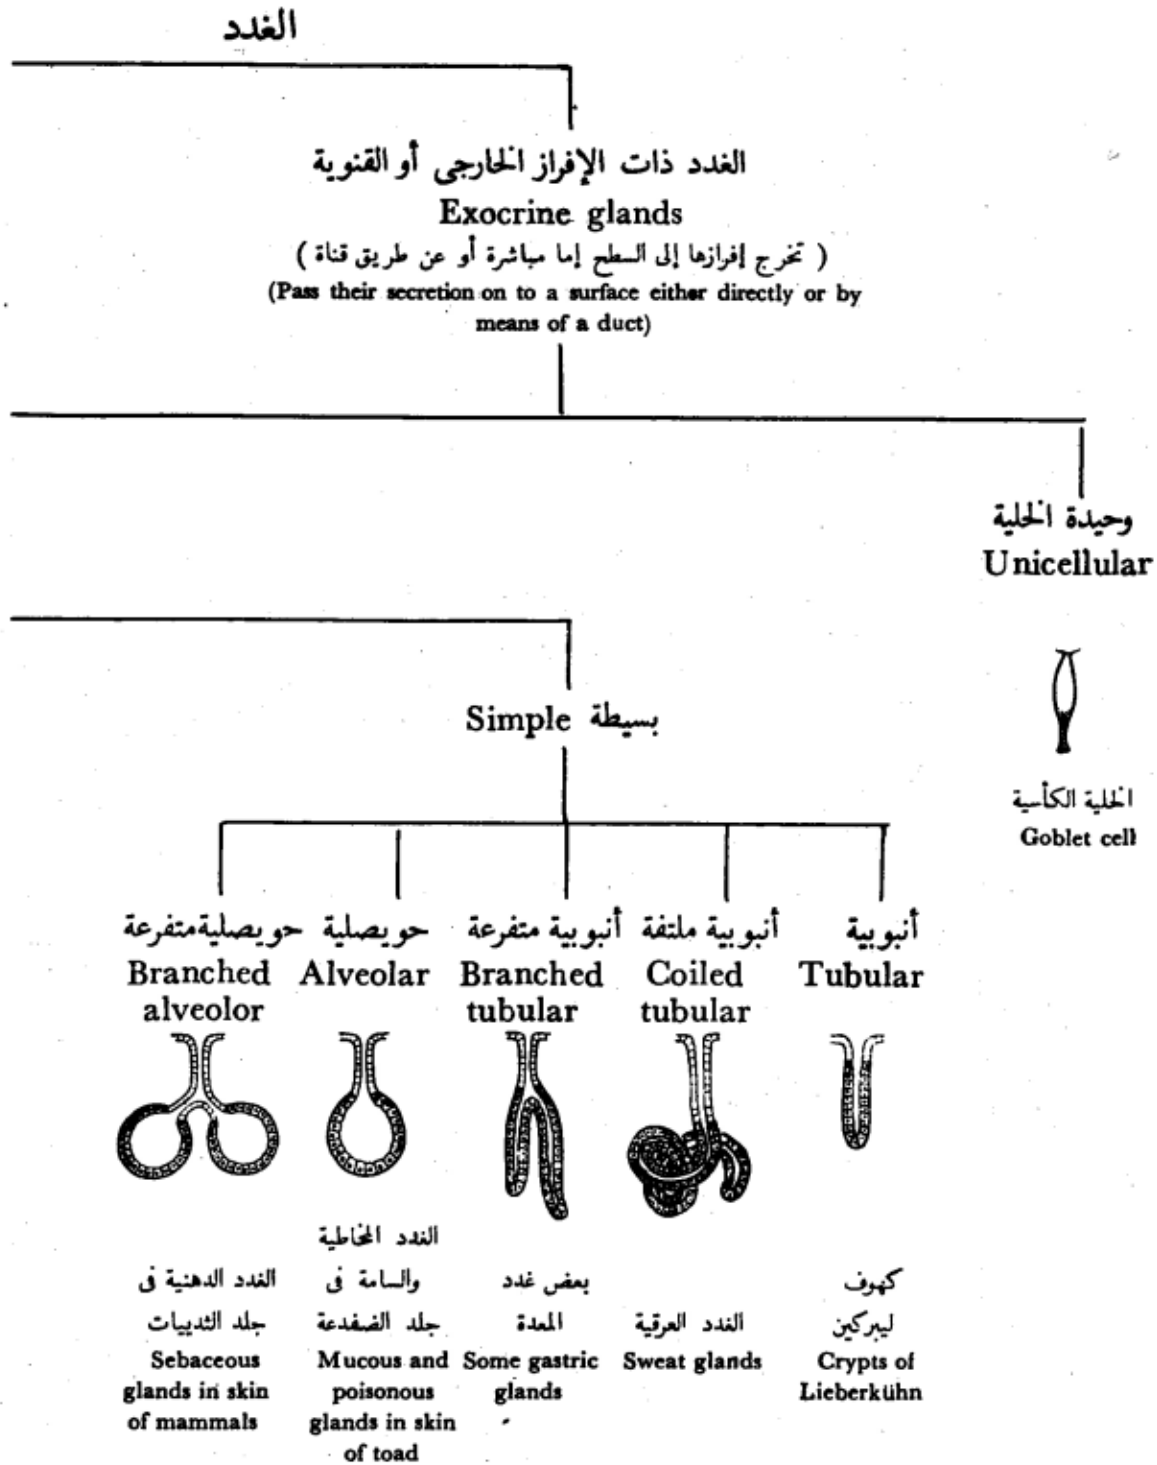 الغدد
الغدد ذات الإفراز الخارجى أو القنوية
Exocrine glands
( تخرج إفرازها إلى السطح إما مباشرة أو عن طريق قناة )
(Pass their secretion on to a surface either directly or by
means of a duct)
وحيدة الخلية
Unicellular
الخلية الكأسية
Goblet cell
Simple بسيطة
أنبوبية
Tubular
كهوف
ليبركين
Crypts of
Lieberkühn
أنبوبية ملتفة
Coiled
tubular
الغدد العرقية
Sweat glands
أنبوبية متفرعة
Branched
tubular
بعض غدد
المعدة
Some gastric
glands
حويصلية
Alveolar
الغدد المخاطية
والسامة فى
جلد الضفدعة
Mucous and
poisonous
glands in skin
of toad
حويصلية متفرعة
Branched
alveolor
الغدد الدهنية فى
جلد الثدييات
Sebaceous
glands in skin
of mammals